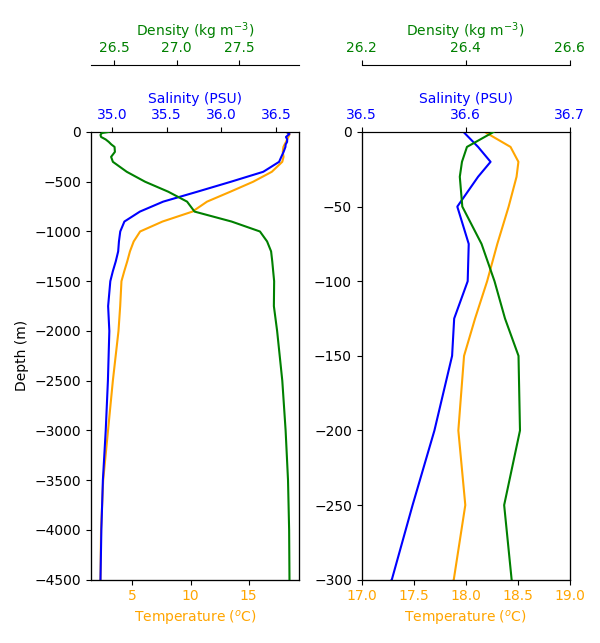 Density (kg m⁻³) Density (kg m⁻³)
26.5 27.0 27.5 26.2 26.4 26.6
Salinity (PSU) Salinity (PSU)
35.0 35.5 36.0 36.5 36.5 36.6 36.7
0 0
−500
−50
−1000
−100
−1500
−2000
−150
Depth (m)
−2500
−3000
−200
−3500
−250
−4000
−4500 −300
5 10 15 17.0 17.5 18.0 18.5 19.0
Temperature (°C) Temperature (°C)